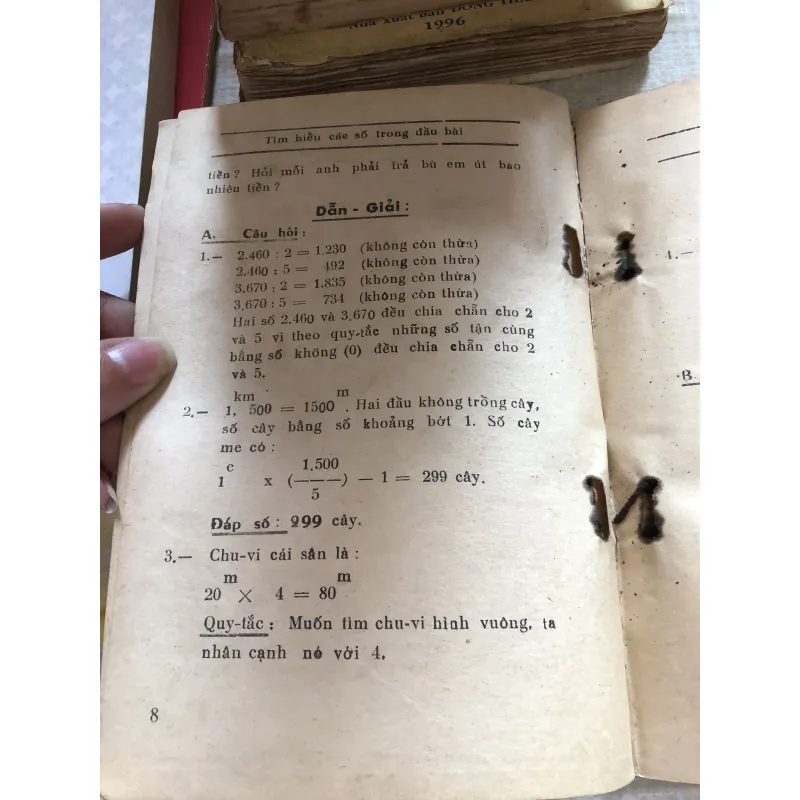 Nhà xuất bản ĐỒNG
1996
Tìm hiểu các số trong đầu bài
tiền ? Hỏi mỗi anh phải trả bù em út bao
nhiêu tiền ?
Dẫn - Giải :
A. Câu hỏi :
1.— 2.460 : 2 = 1.230 (không còn thừa)
2.460 : 5 = 492 (không còn thừa)
3.670 : 2 = 1.835 (không còn thừa)
3,670 : 5 = 734 (không còn thừa)
Hai số 2.460 và 3,670 đều chia chẵn cho 2
và 5 vì theo quy-tắc những số tận cùng
bằng số không (0) đều chia chẵn cho 2
và 5.
km m
2.— 1, 500 = 1500 . Hai đầu không trồng cây,
số cây bằng số khoảng bớt 1. Số cây
me có :
c 1.500
1 x (———) — 1 = 299 cây.
5
Đáp số : 299 cây.
3.— Chu-vi cái sân là :
m m
20 × 4 = 80
Quy-tắc : Muốn tìm chu-vi hình vuông, ta
nhân cạnh nó với 4.
8
1.—
B